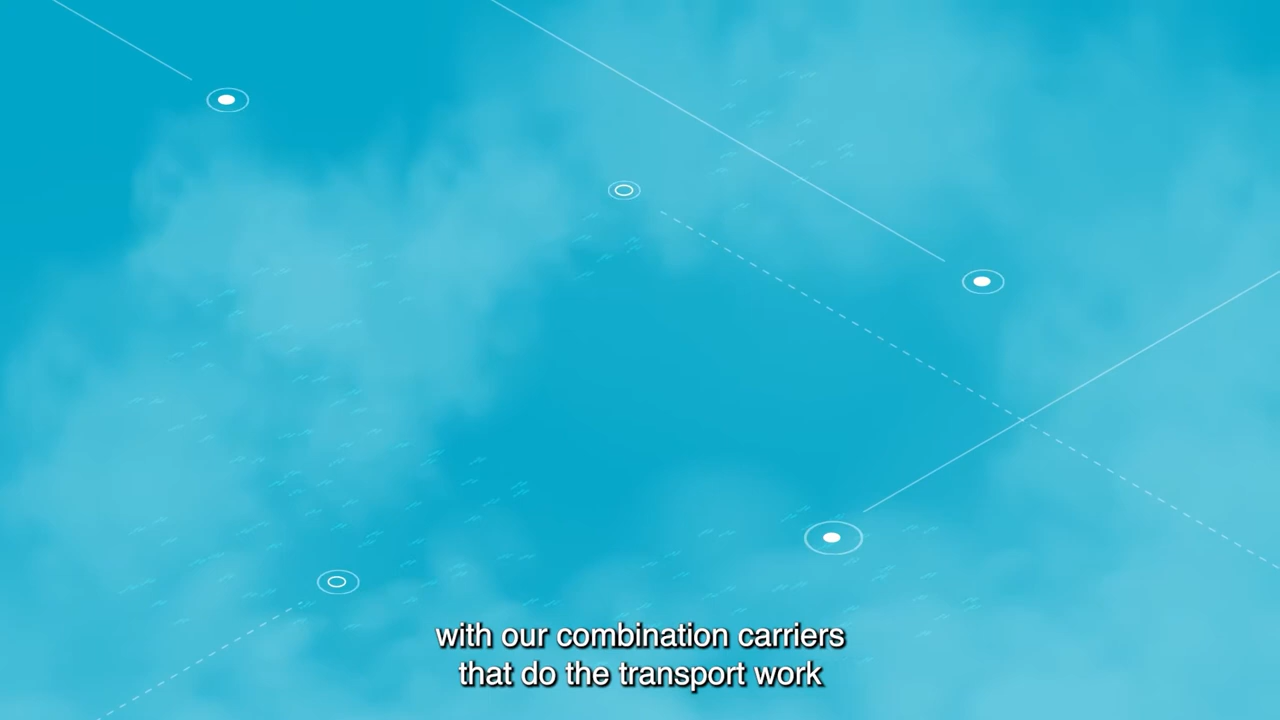 with our combination carriers
that do the transport work